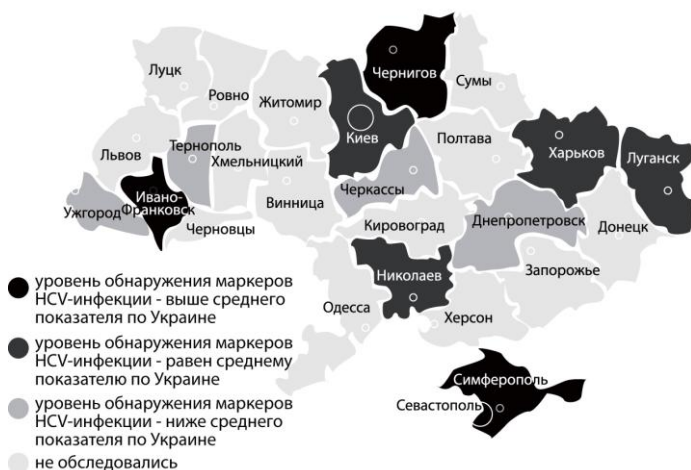 Чернигов
Луцк
Сумы
Ровно
Житомир
Киев
Полтава
Тернополь
Харьков
Луганск
Львов
Хмельницкий
Черкассы
Ивано-
Франковск
Ужгород
Винница
Днепропетровск
Кировоград
Черновцы
Донецк
Николаев
Запорожье
Одесса
Херсон
Симферополь
Севастополь
уровень обнаружения маркеров
HCV-инфекции - выше среднего
показателя по Украине
уровень обнаружения маркеров
HCV-инфекции - равен среднему
показателю по Украине
уровень обнаружения маркеров
HCV-инфекции - ниже среднего
показателя по Украине
не обследовались